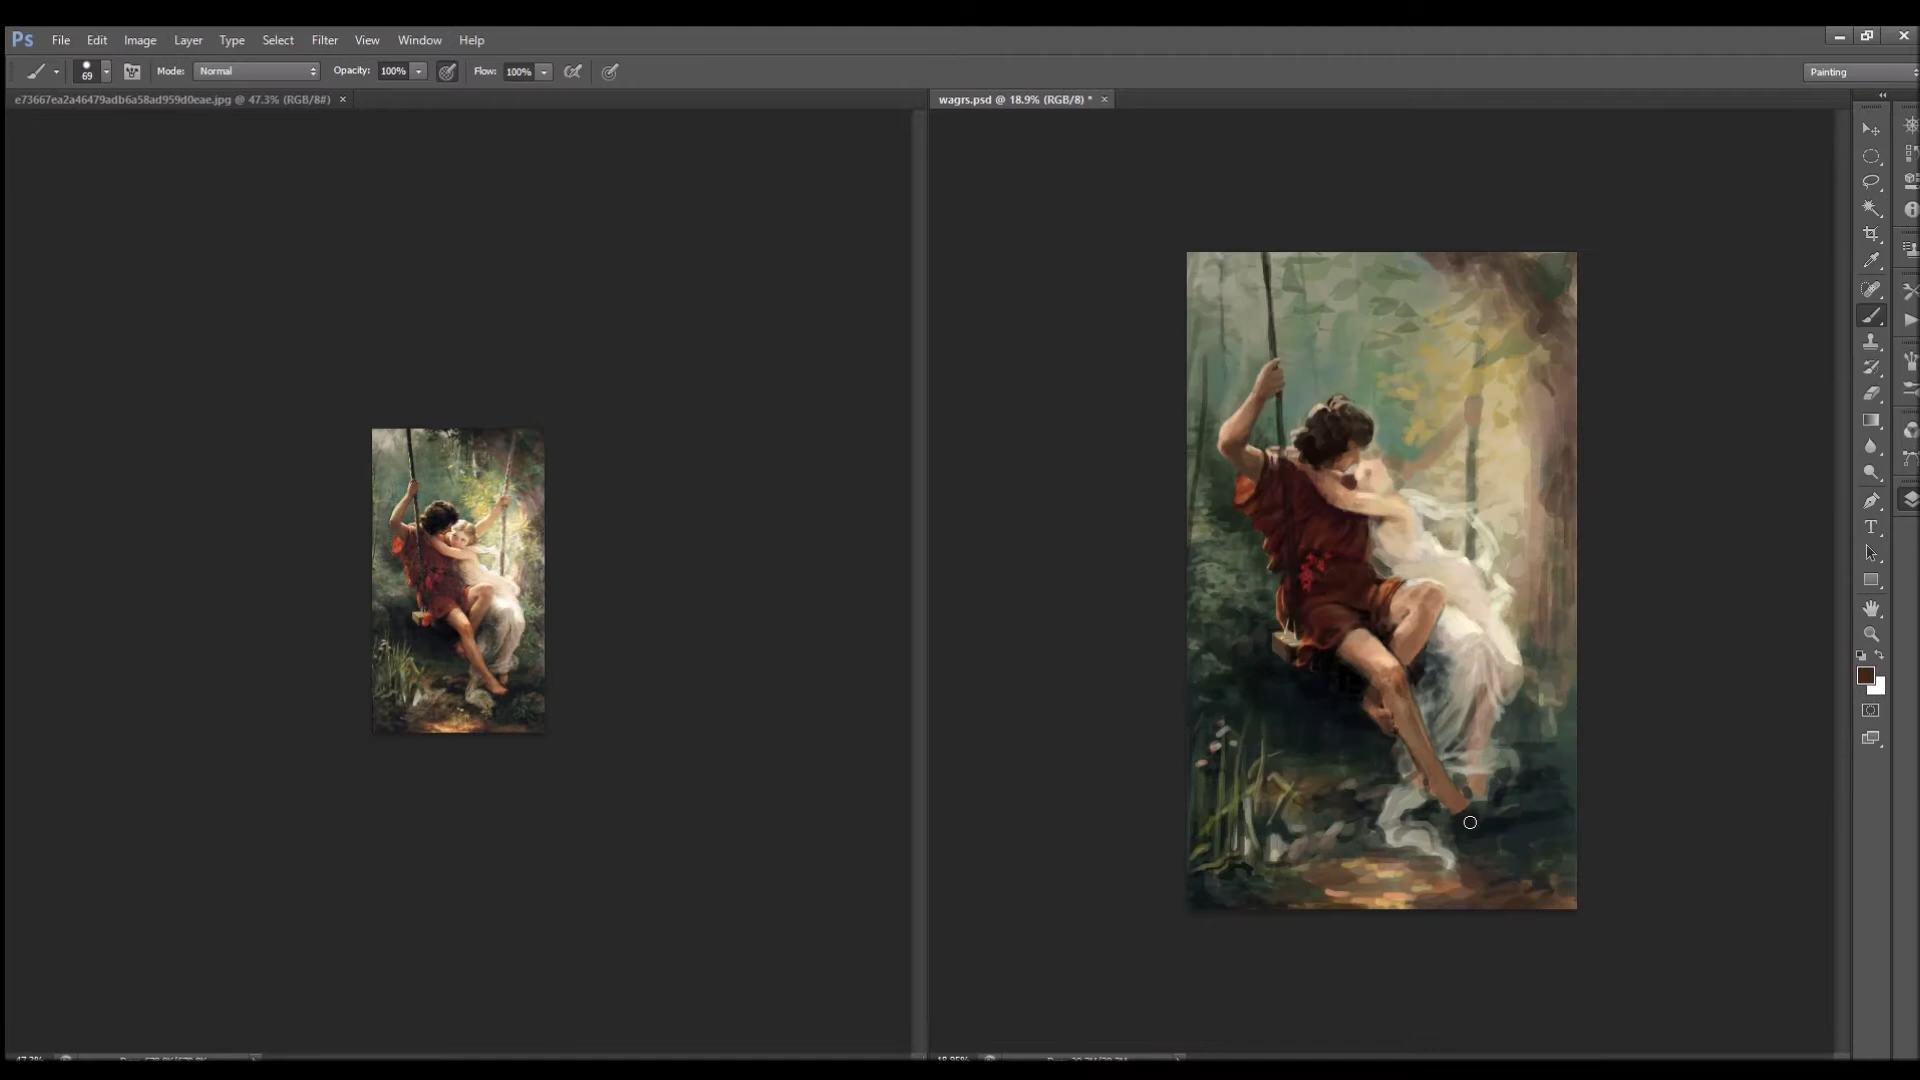 Ps File Edit Image Layer Type Select Filter View Window Help
69 Mode: Normal Opacity: 100% Flow: 100% Painting
e73667ea2a46479adb6a58ad959d0eae.jpg @ 47.3% (RGB/8#) × wagrs.psd @ 18.9% (RGB/8) * ×
T